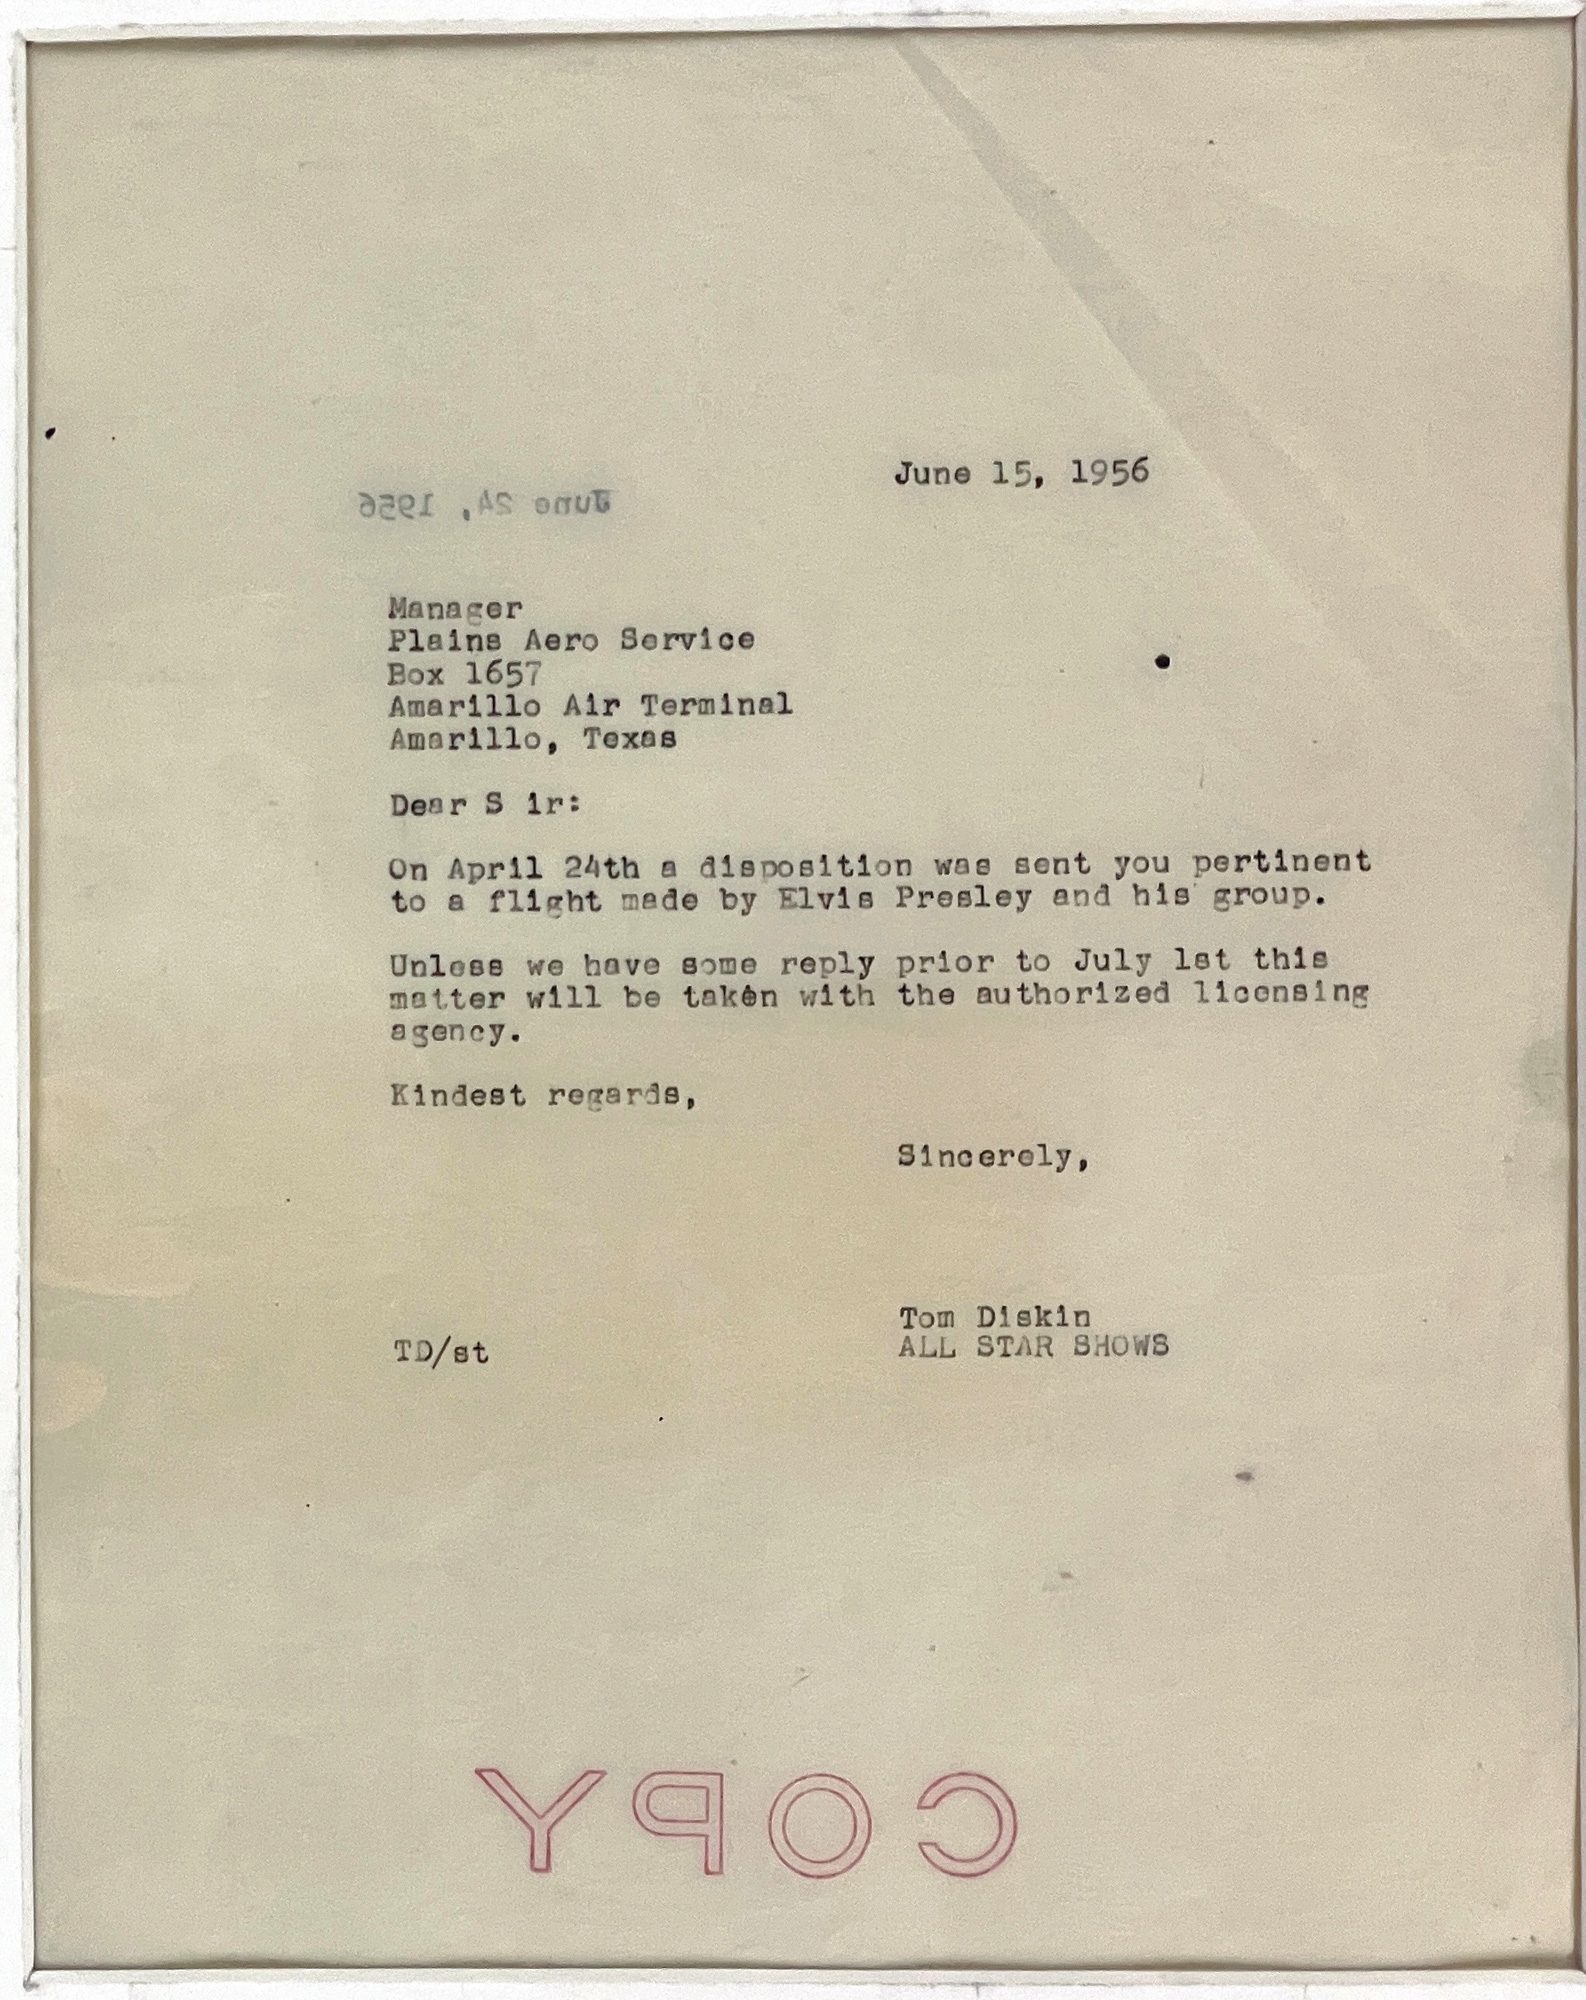 June 15, 1956
June 24, 1956
Manager
Plains Aero Service
Box 1657
Amarillo Air Terminal
Amarillo, Texas
Dear S ir:
On April 24th a disposition was sent you pertinent
to a flight made by Elvis Presley and his group.
Unless we have some reply prior to July 1st this
matter will be taken with the authorized licensing
agency.
Kindest regards,
Sincerely,
Tom Diskin
TD/st
ALL STAR SHOWS
COPY